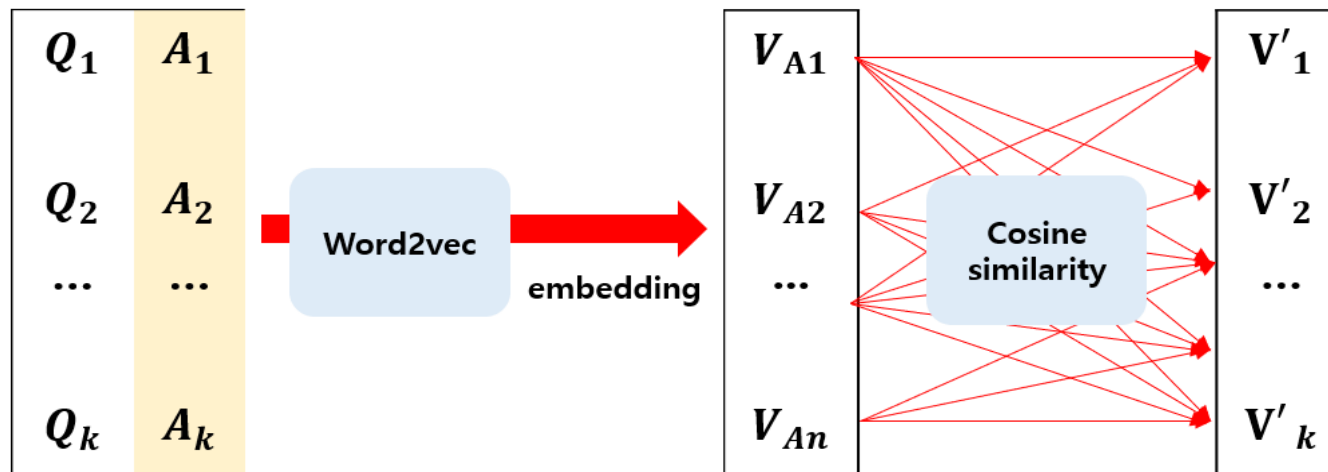 Q1 A1
Q2 A2
... ...
Qk Ak
Word2vec
embedding
VA1
VA2
...
VAn
Cosine
similarity
V′1
V′2
...
V′k